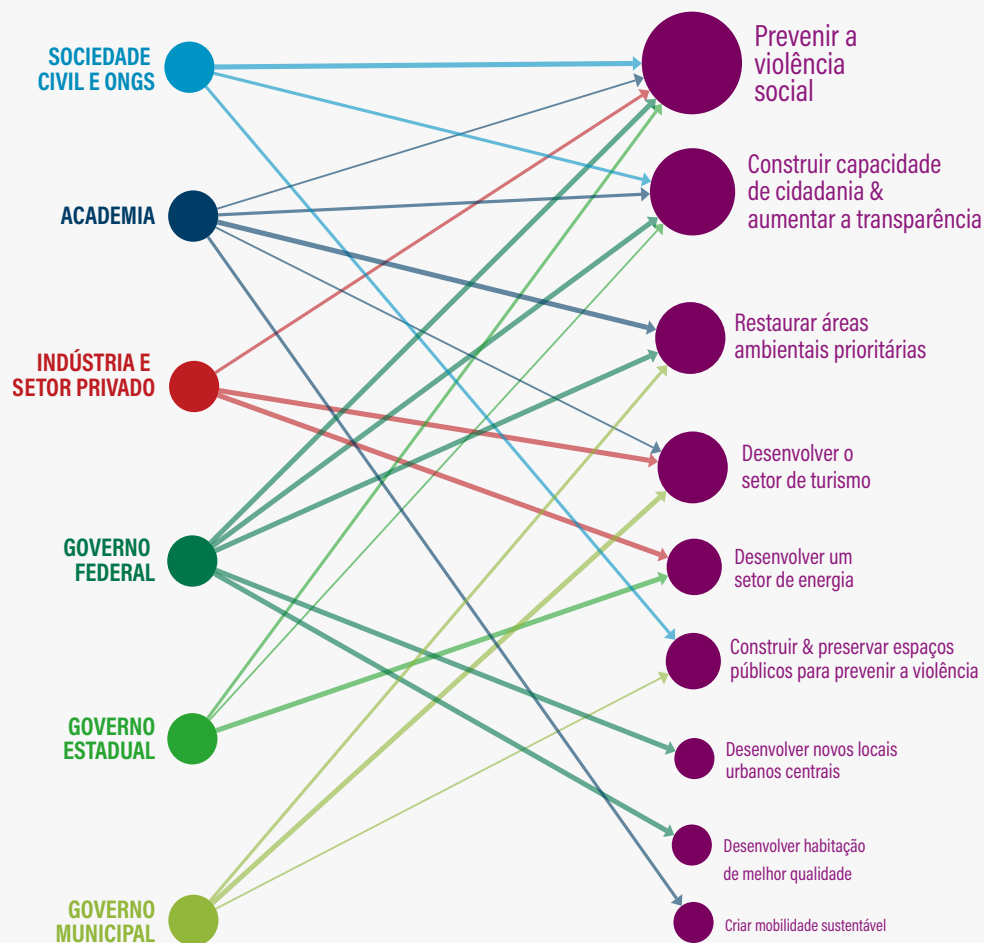 SOCIEDADE
CIVIL E ONGS
ACADEMIA
INDÚSTRIA E
SETOR PRIVADO
GOVERNO
FEDERAL
GOVERNO
ESTADUAL
GOVERNO
MUNICIPAL
Prevenir a
violência
social
Construir capacidade
de cidadania &
aumentar a transparência
Restaurar áreas
ambientais prioritárias
Desenvolver o
setor de turismo
Desenvolver um
setor de energia
Construir & preservar espaços
públicos para prevenir a violência
Desenvolver novos locais
urbanos centrais
Desenvolver habitação
de melhor qualidade
Criar mobilidade sustentável